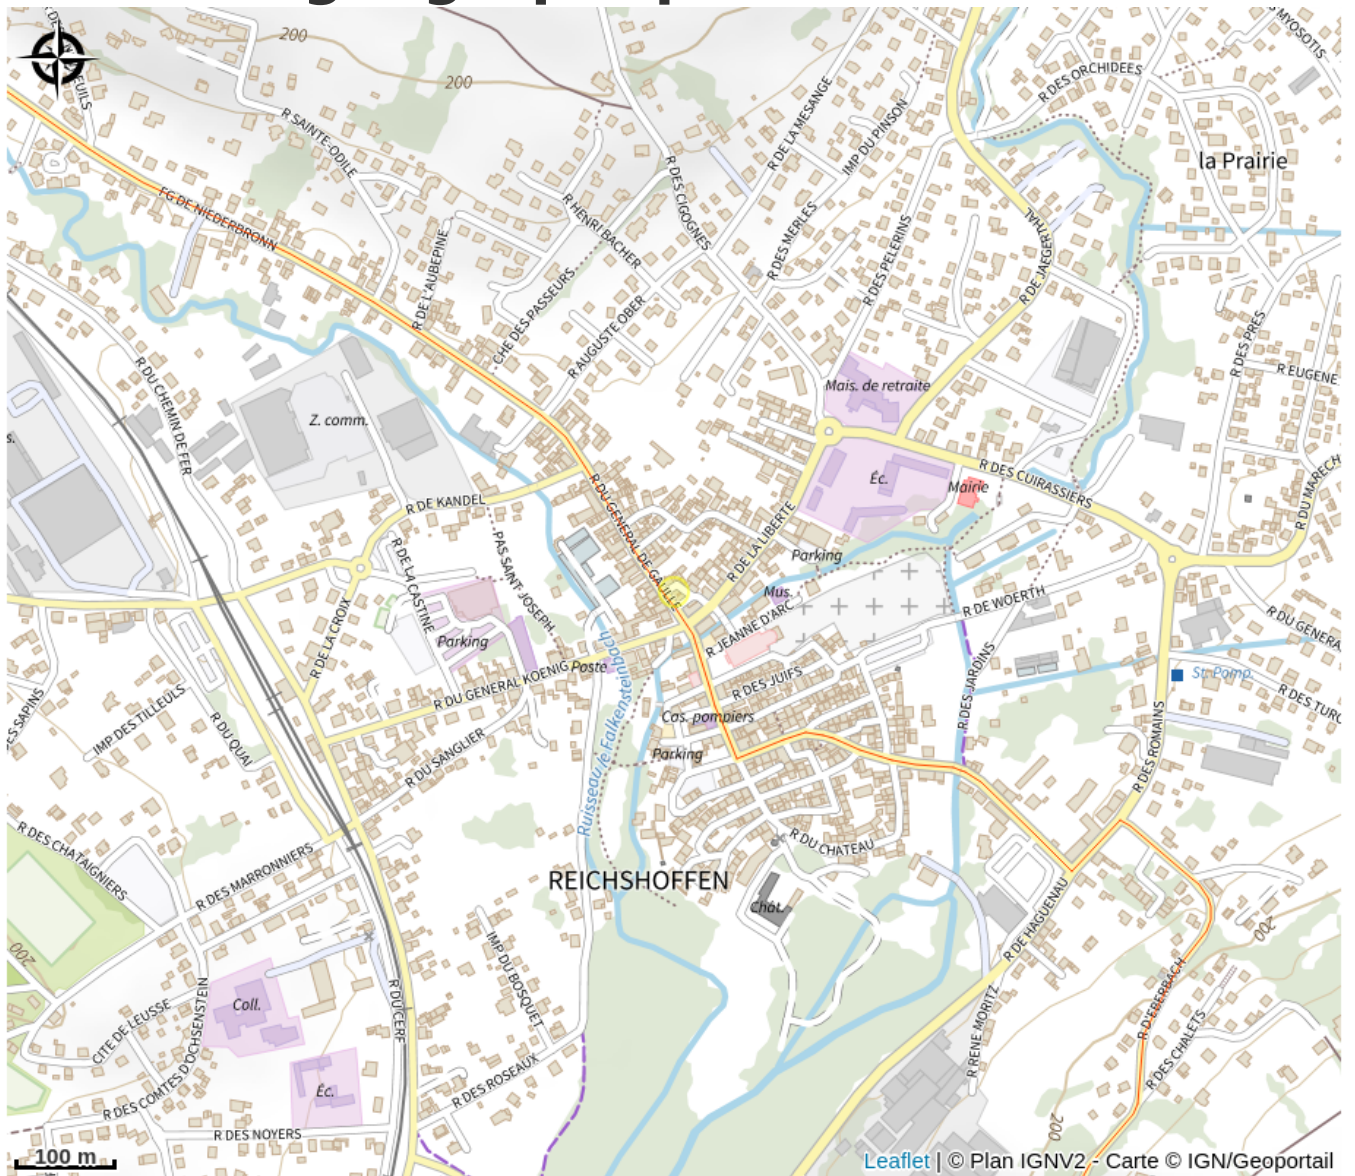 200
200
R DES MYOSOTIS
R DES ORCHIDEES
la Prairie
R SAINTE-ODILE
R DE LA MESANGE
IMP DU PINSON
R DES CIGOGNES
FG DE NIEDERBRONN
R HENRI BACHER
R DES MERLES
R DES PELERINS
R DE JAEGERTHAL
R DE L'AUBEPINE
CHE DES PASSEURS
R AUGUSTE OBER
R DES PRES
R EUGENE
R DU CHEMIN DE FER
Mais. de retraite
Z. comm.
Éc.
Mairie
R DES CUIRASSIERS
R DU MARECH
R DE KANDEL
R DU GENERAL DE GAULLE
R DE LA LIBERTE
Parking
PAS SAINT-JOSEPH
R DE LA CASTINE
Mus.
R JEANNE D'ARC
R DE WOERTH
R DU GENERA
R DE LA CROIX
Parking
Poste
R DU GENERAL KOENIG
R DES JUIFS
R DES JARDINS
St. Pomp.
R DES TURC
IMP DES TILLEULS
R DU QUAI
R DU SANGLIER
Cas. pompiers
Parking
Ruisseau le Falkensteinbach
R DES ROMAINS
R DES CHATAIGNIERS
R DES MARRONNIERS
R DU CHATEAU
REICHSHOFFEN
Chât.
R DE HAGUENAU
200
200
IMP DU BOSQUET
Coll.
R DU CERF
R D'EBERBACH
CITE DE LEUSSE
R DES COMTES D'OCHSENSTEIN
R RENE MORITZ
R DES CHALETS
R DES ROSEAUX
Éc.
R DES NOYERS
200
100 m
Leaflet | © Plan IGNV2 - Carte © IGN/Geoportail